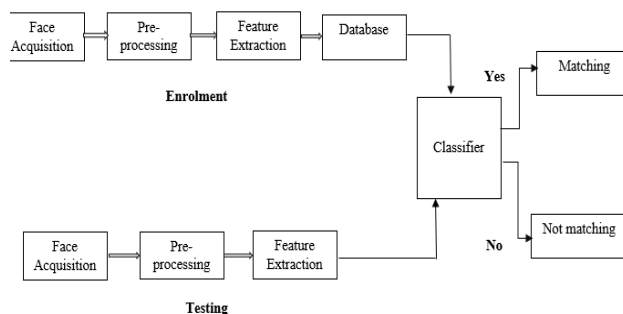 Face
Acquisition
Pre-
processing
Feature
Extraction
Database
Enrolment
Yes
Matching
Classifier
No
Not matching
Face
Acquisition
Pre-
processing
Feature
Extraction
Testing